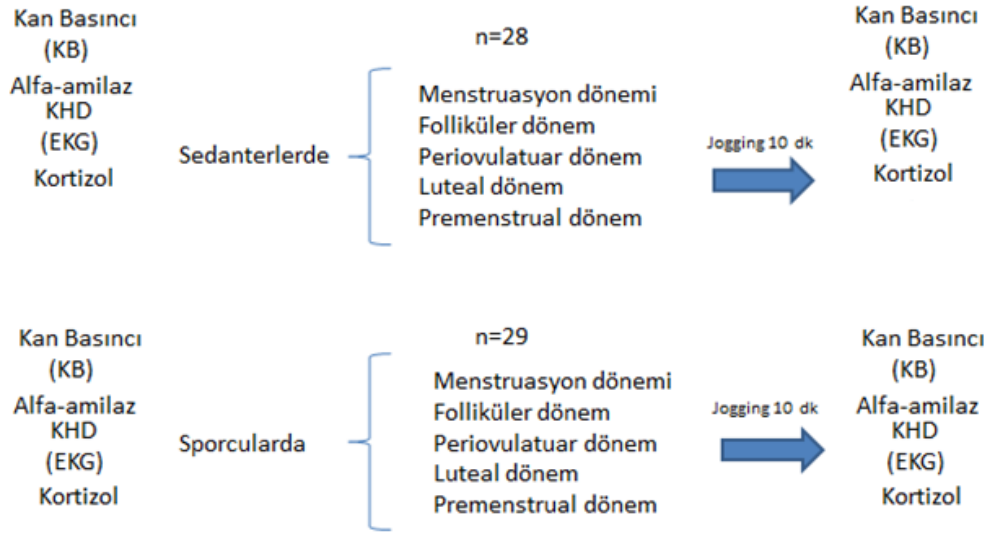 Kan Basıncı
(KB)
Alfa-amilaz
KHD
(EKG)
Kortizol
Sedanterlerde
n=28
Menstruasyon dönemi
Folliküler dönem
Periovulatuar dönem
Luteal dönem
Premenstrual dönem
Jogging 10 dk
Kan Basıncı
(KB)
Alfa-amilaz
KHD
(EKG)
Kortizol
Kan Basıncı
(KB)
Alfa-amilaz
KHD
(EKG)
Kortizol
Sporcularda
n=29
Menstruasyon dönemi
Folliküler dönem
Periovulatuar dönem
Luteal dönem
Premenstrual dönem
Jogging 10 dk
Kan Basıncı
(KB)
Alfa-amilaz
KHD
(EKG)
Kortizol